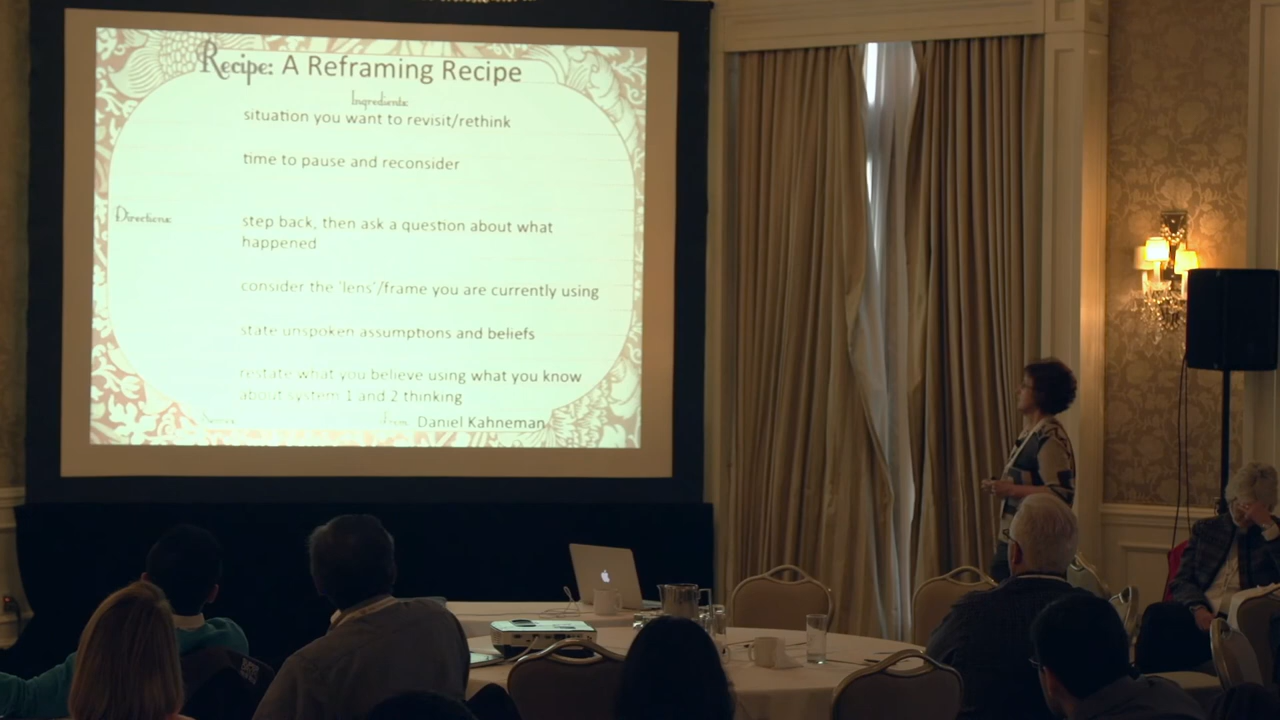 Recipe: A Reframing Recipe
Ingredients:
situation you want to revisit/rethink
time to pause and reconsider
Directions:
step back, then ask a question about what
happened
consider the 'lens'/frame you are currently using
state unspoken assumptions and beliefs
restate what you believe using what you know
about system 1 and 2 thinking
From: Daniel Kahneman